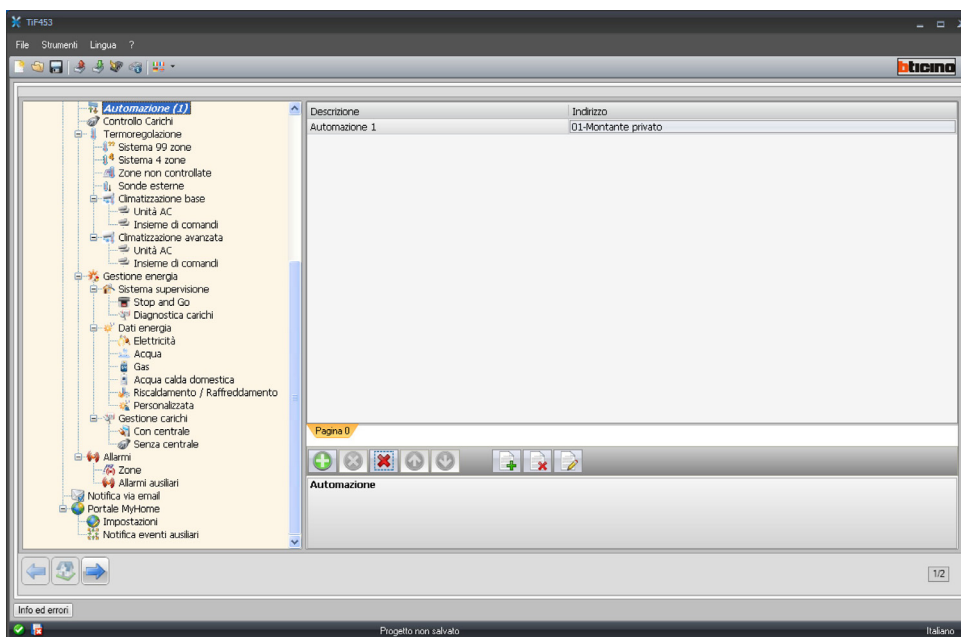 TiF453
File Strumenti Lingua ?
bticino
Automazione (1)
Controllo Carichi
Termoregolazione
Sistema 99 zone
Sistema 4 zone
Zone non controllate
Sonde esterne
Climatizzazione base
Unità AC
Insieme di comandi
Climatizzazione avanzata
Unità AC
Insieme di comandi
Gestione energia
Sistema supervisione
Stop and Go
Diagnostica carichi
Dati energia
Elettricità
Acqua
Gas
Acqua calda domestica
Riscaldamento / Raffreddamento
Personalizzata
Gestione carichi
Con centrale
Senza centrale
Allarmi
Zone
Allarmi ausiliari
Notifica via email
Portale MyHome
Impostazioni
Notifica eventi ausiliari
Descrizione Indirizzo
Automazione 1 01-Montante privato
Pagina 0
Automazione
1/2
Info ed errori
Progetto non salvato Italiano